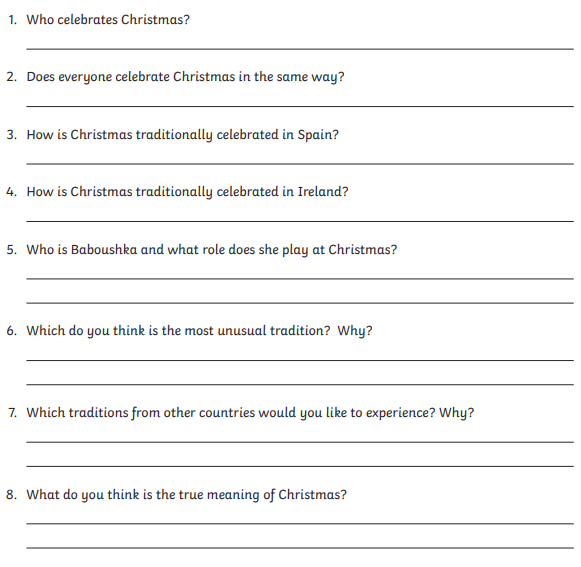 1. Who celebrates Christmas?
2. Does everyone celebrate Christmas in the same way?
3. How is Christmas traditionally celebrated in Spain?
4. How is Christmas traditionally celebrated in Ireland?
5. Who is Baboushka and what role does she play at Christmas?
6. Which do you think is the most unusual tradition?  Why?
7. Which traditions from other countries would you like to experience? Why?
8. What do you think is the true meaning of Christmas?